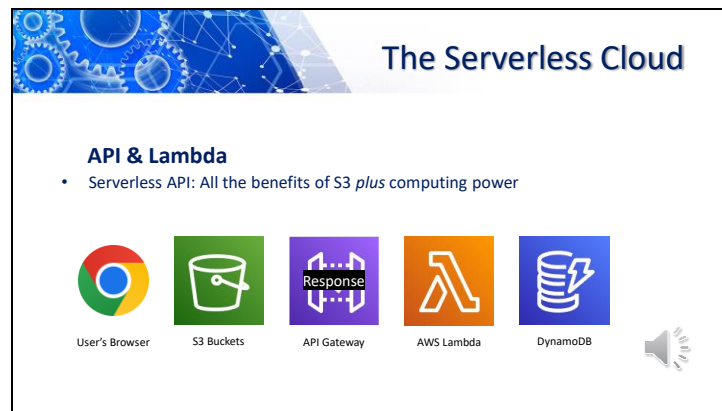 The Serverless Cloud
API & Lambda
• Serverless API: All the benefits of S3 plus computing power
Response
User's Browser S3 Buckets API Gateway AWS Lambda DynamoDB